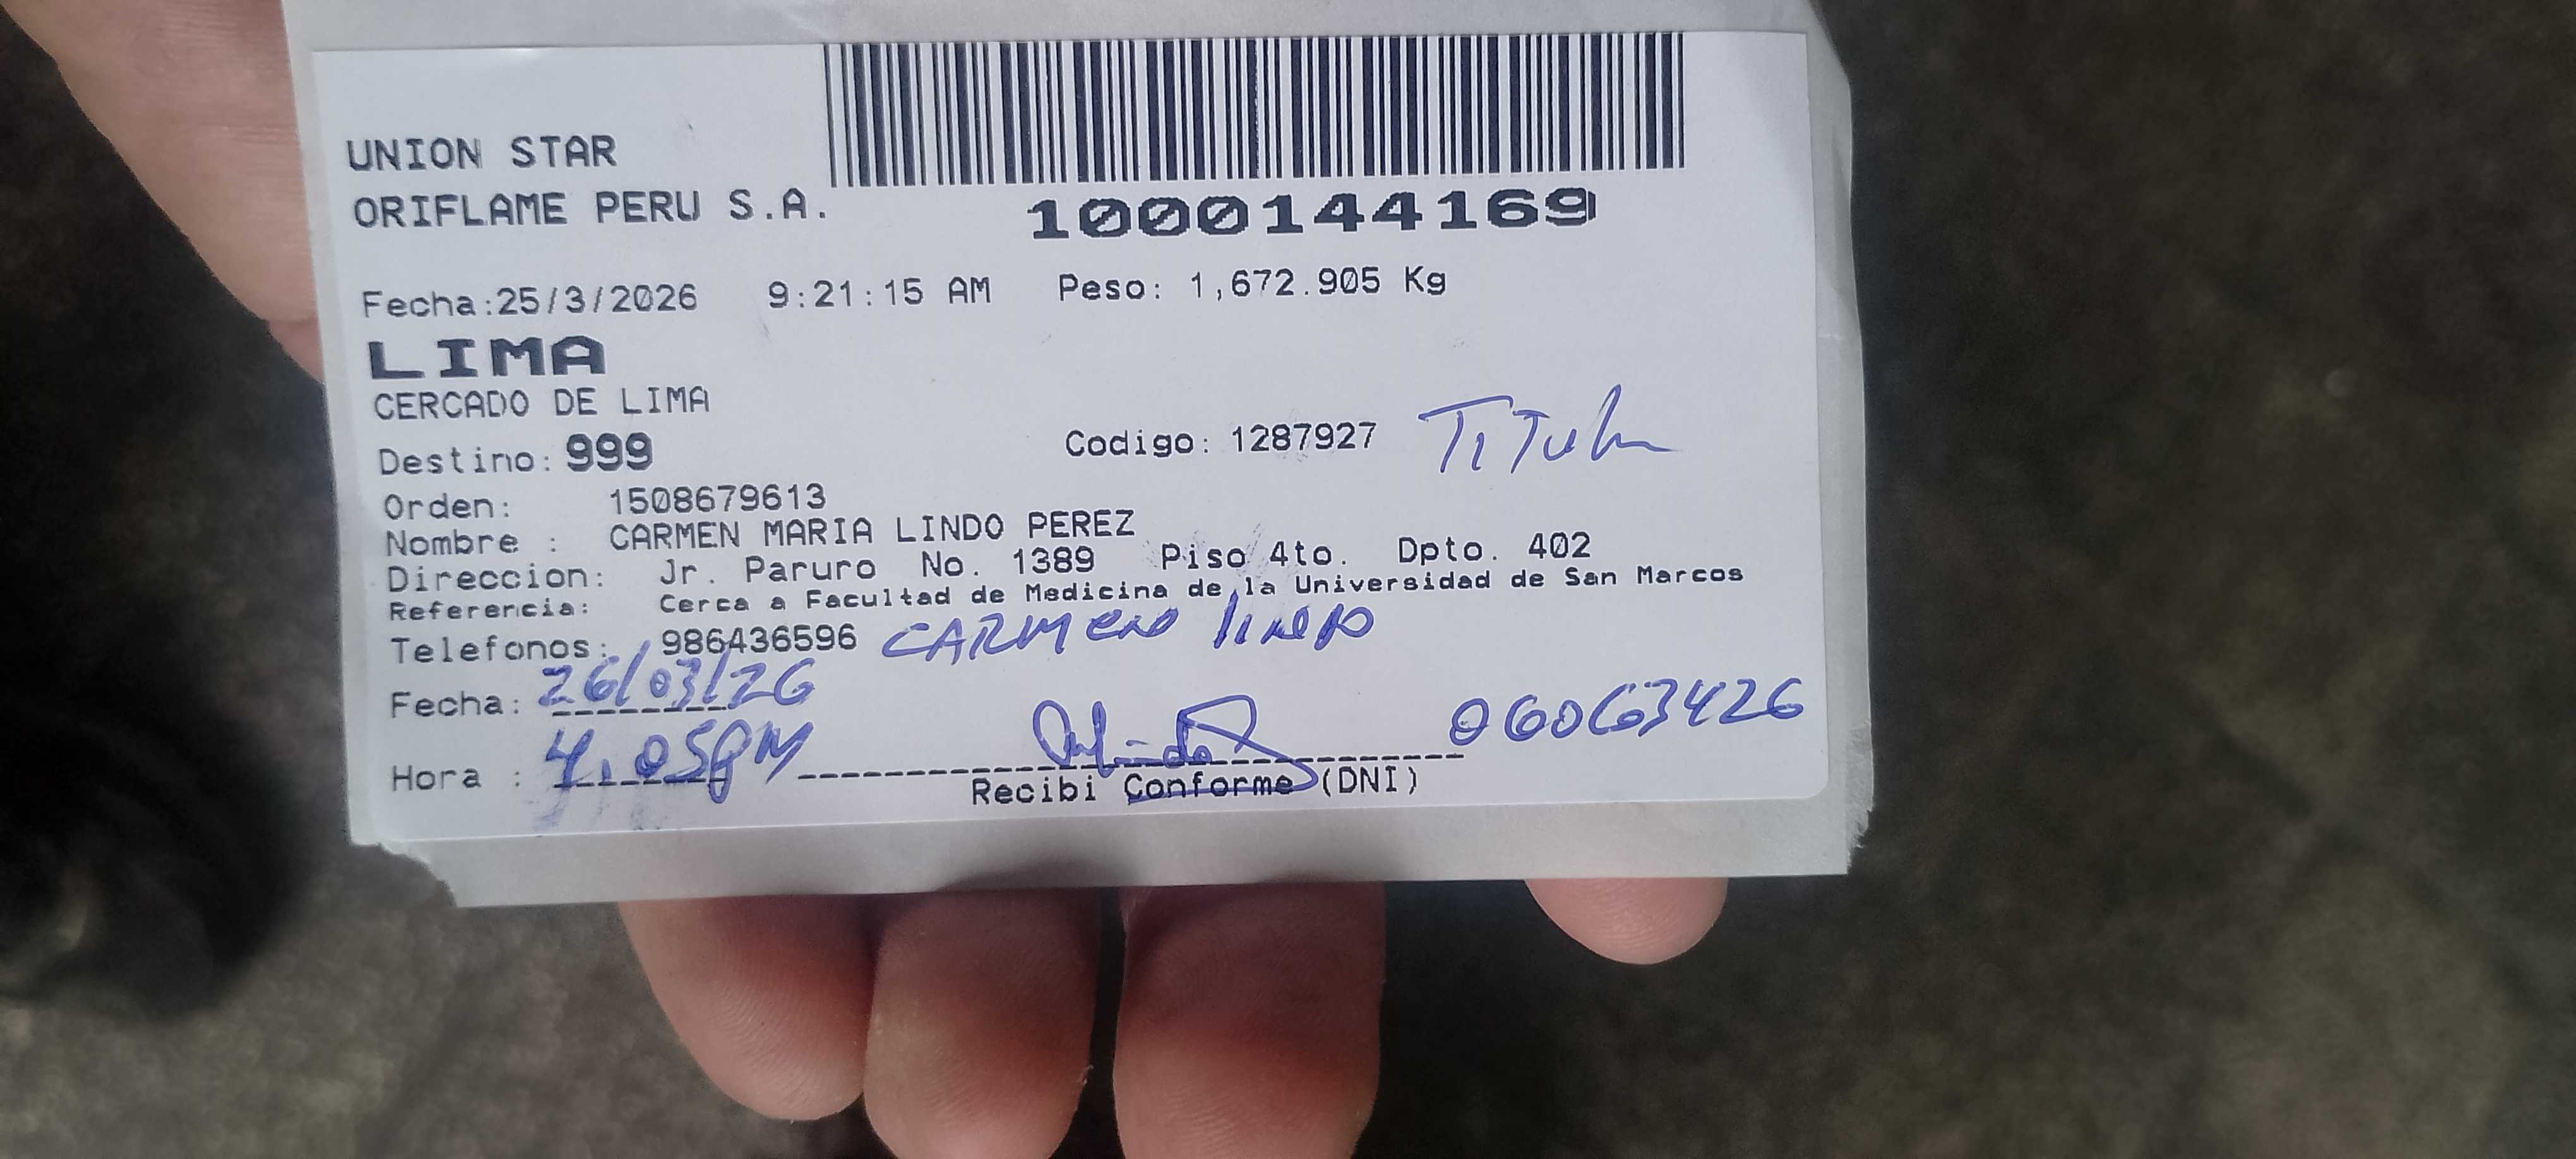 UNION STAR
ORIFLAME PERU S.A.
1000144169
Fecha:25/3/2026 9:21:15 AM Peso: 1,672.905 Kg
LIMA
CERCADO DE LIMA
Destino: 999 Codigo: 1287927
Orden: 1508679613
Nombre : CARMEN MARIA LINDO PEREZ
Direccion: Jr. Paruro No. 1389 Piso 4to. Dpto. 402
Referencia: Cerca a Facultad de Medicina de la Universidad de San Marcos
Telefonos: 986436596 CARMEN lindo
Fecha: 26/03/26
06063426
Hora : 4:05PM
Recibi Conforme (DNI)